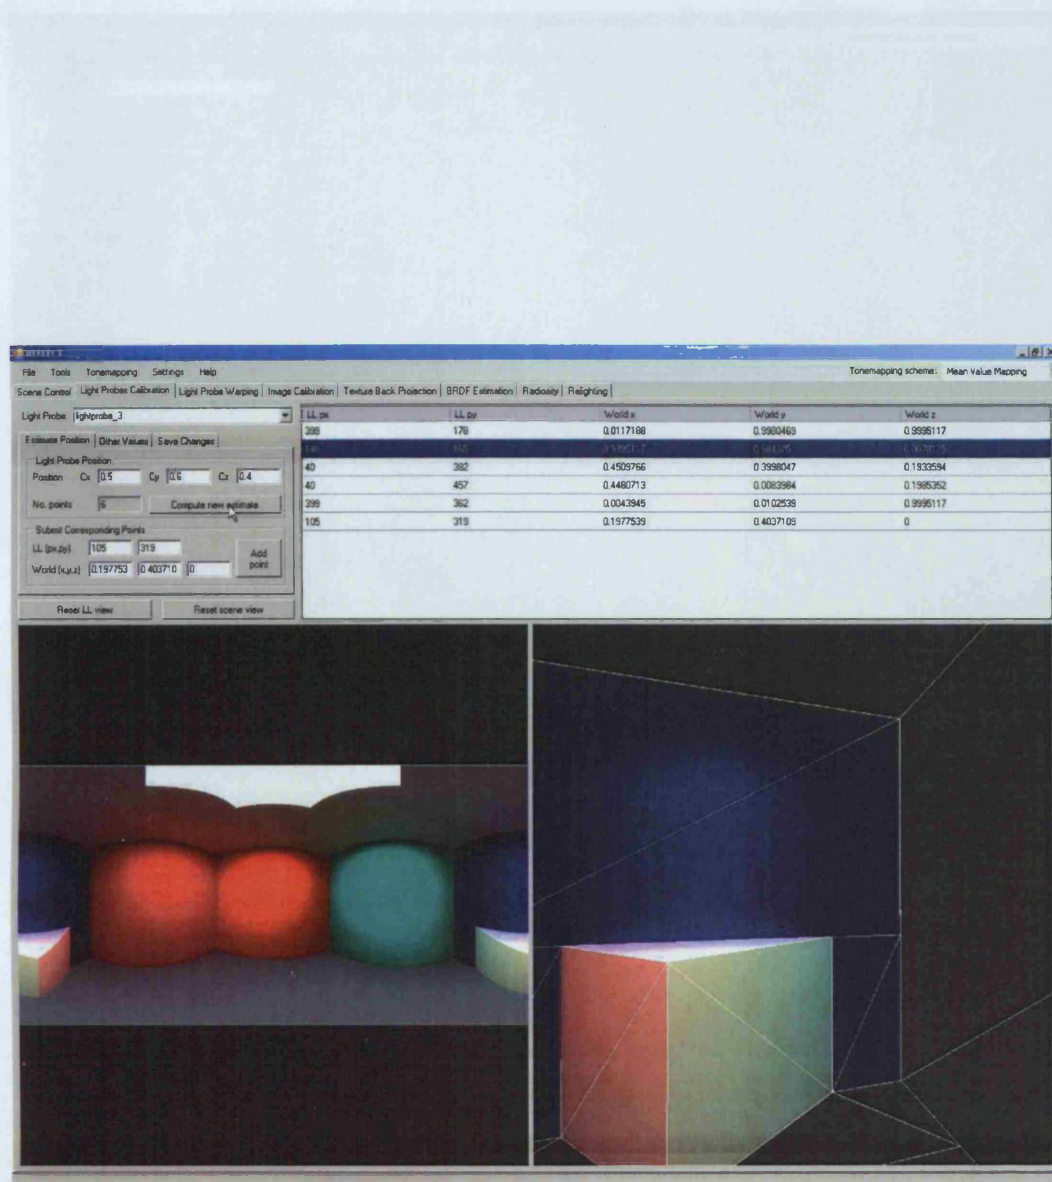 File Tools Tonemapping Settings Help Tonemapping scheme: Mean Value Mapping
Scene Control Light Probes Calibration Light Probe Warping Image Calibration Texture Back Projection BRDF Estimation Radiosity Relighting
Light Probe lightprobe_3
Estimate Position Other Values Save Changes
Light Probe Position
Position Cx 0.5 Cy 0.6 Cz 0.4
No. points 6 Compute new estimate
Submit Corresponding Points
LL (px,py) 105 319
Add point
World (x,y,z) 0.197753 0.403710 0
Reset LL view Reset scene view
LL px LL py World x World y World z
399 178 0.0117188 0.9980469 0.9995117
40 382 0.4509766 0.3998047 0.1933594
40 457 0.4480713 0.0083984 0.1985352
399 362 0.0043945 0.0102539 0.9995117
105 319 0.1977539 0.4037109 0